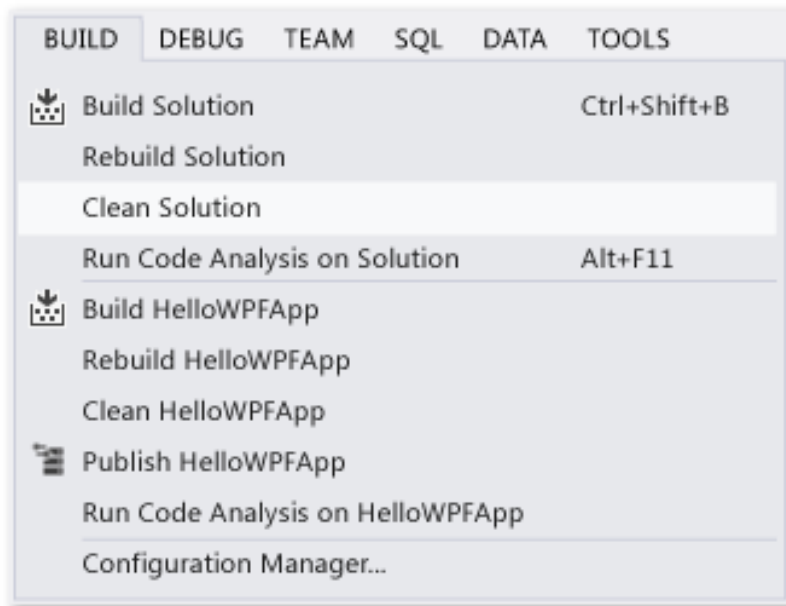 BUILD DEBUG TEAM SQL DATA TOOLS
Build Solution Ctrl+Shift+B
Rebuild Solution
Clean Solution
Run Code Analysis on Solution Alt+F11
Build HelloWPFApp
Rebuild HelloWPFApp
Clean HelloWPFApp
Publish HelloWPFApp
Run Code Analysis on HelloWPFApp
Configuration Manager...